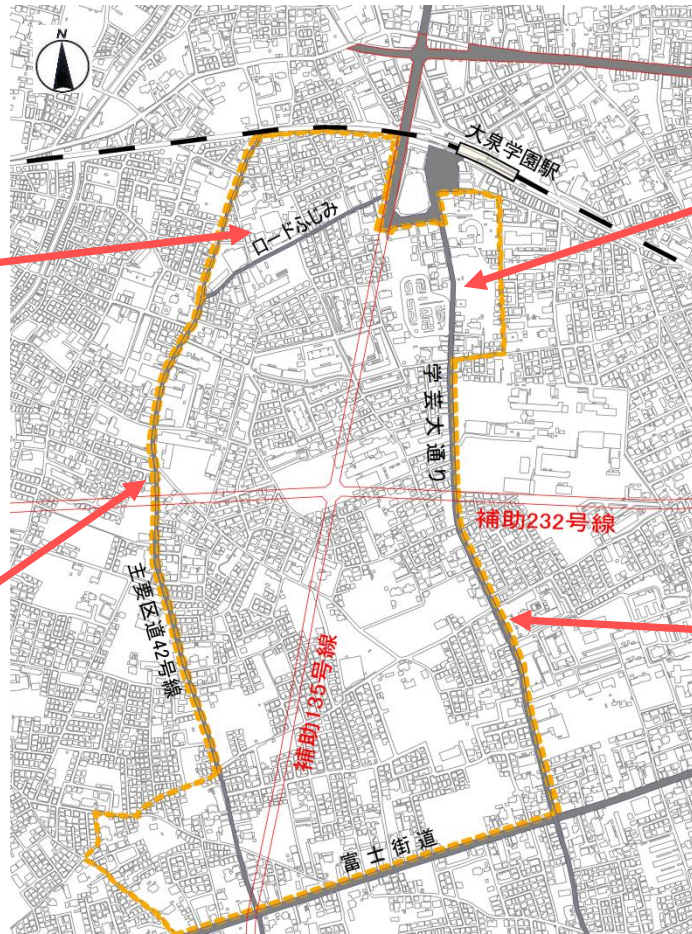 N
大泉学園駅
ロードふじみ
学芸大通り
補助232号線
主要区道42号線
補助135号線
富士街道